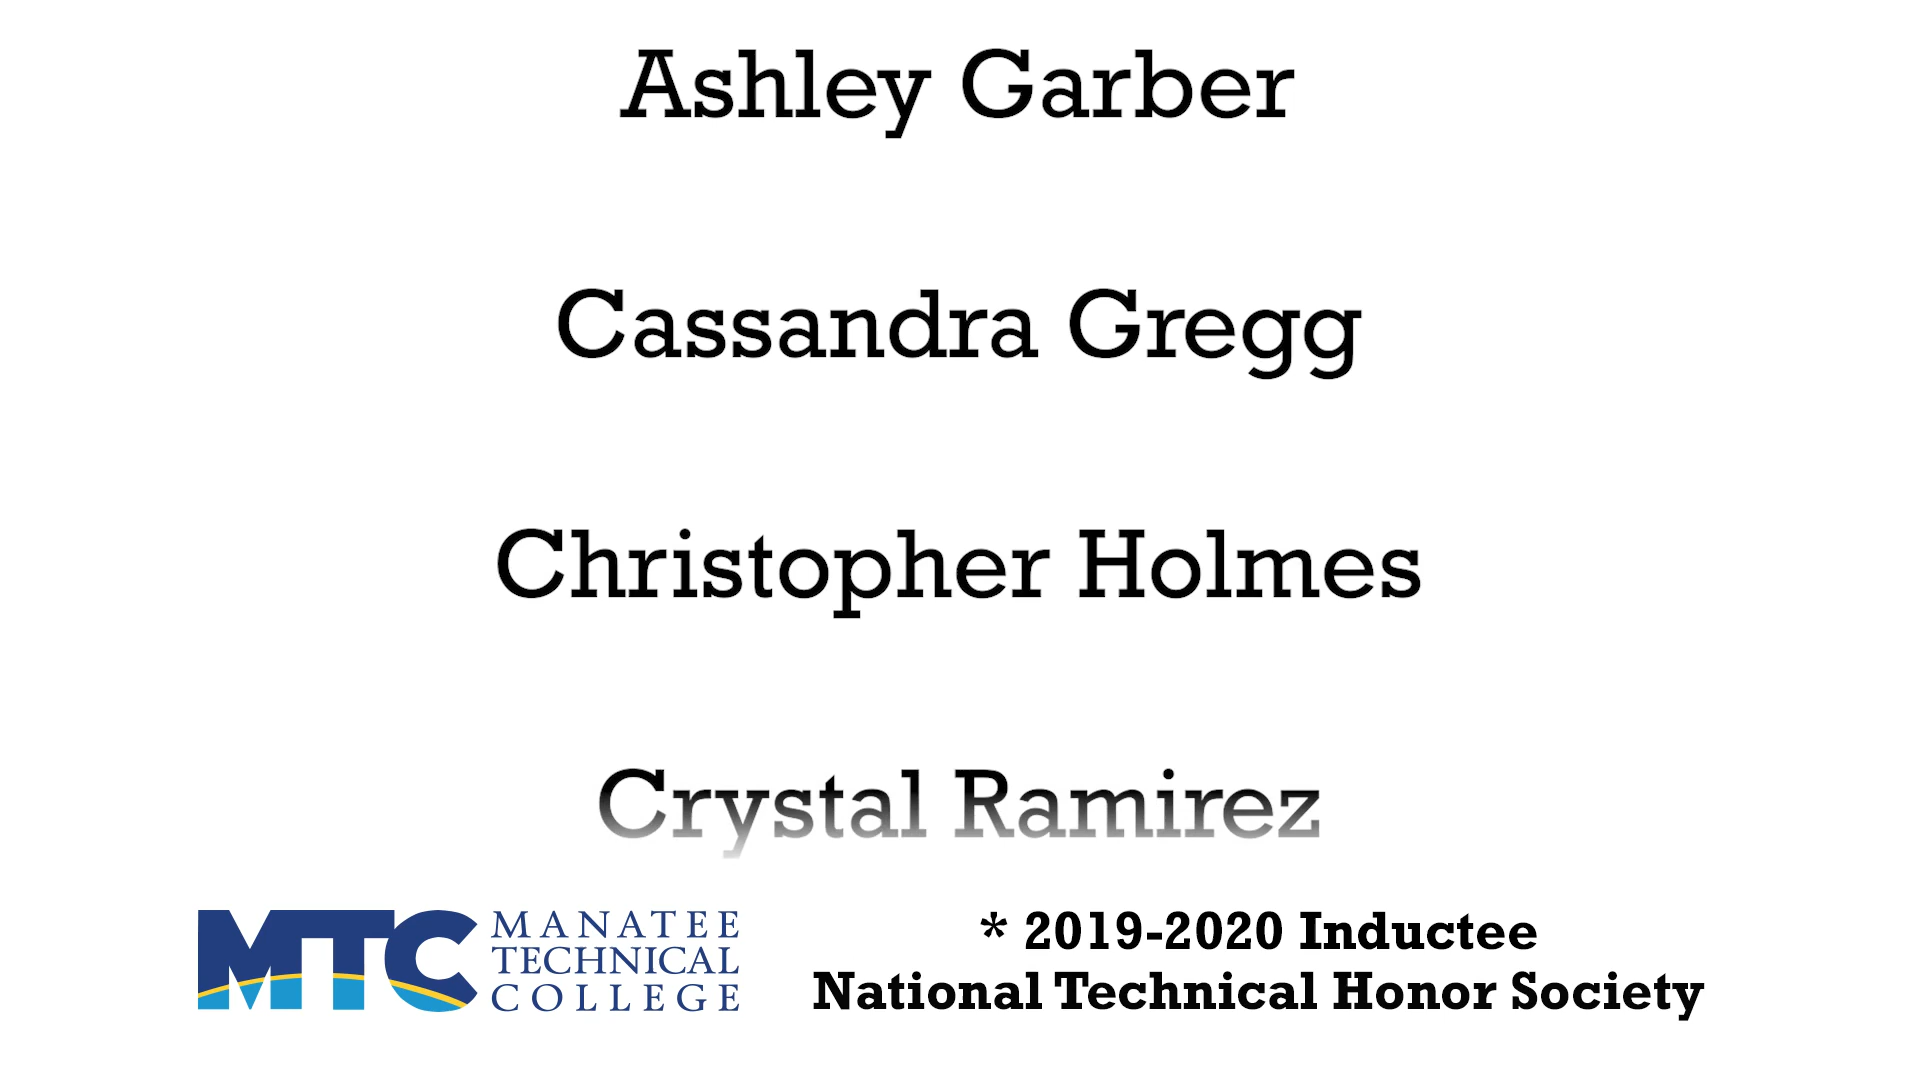 Ashley Garber
Cassandra Gregg
Christopher Holmes
Crystal Ramirez
MTC
MANATEE
TECHNICAL
COLLEGE
* 2019-2020 Inductee
National Technical Honor Society